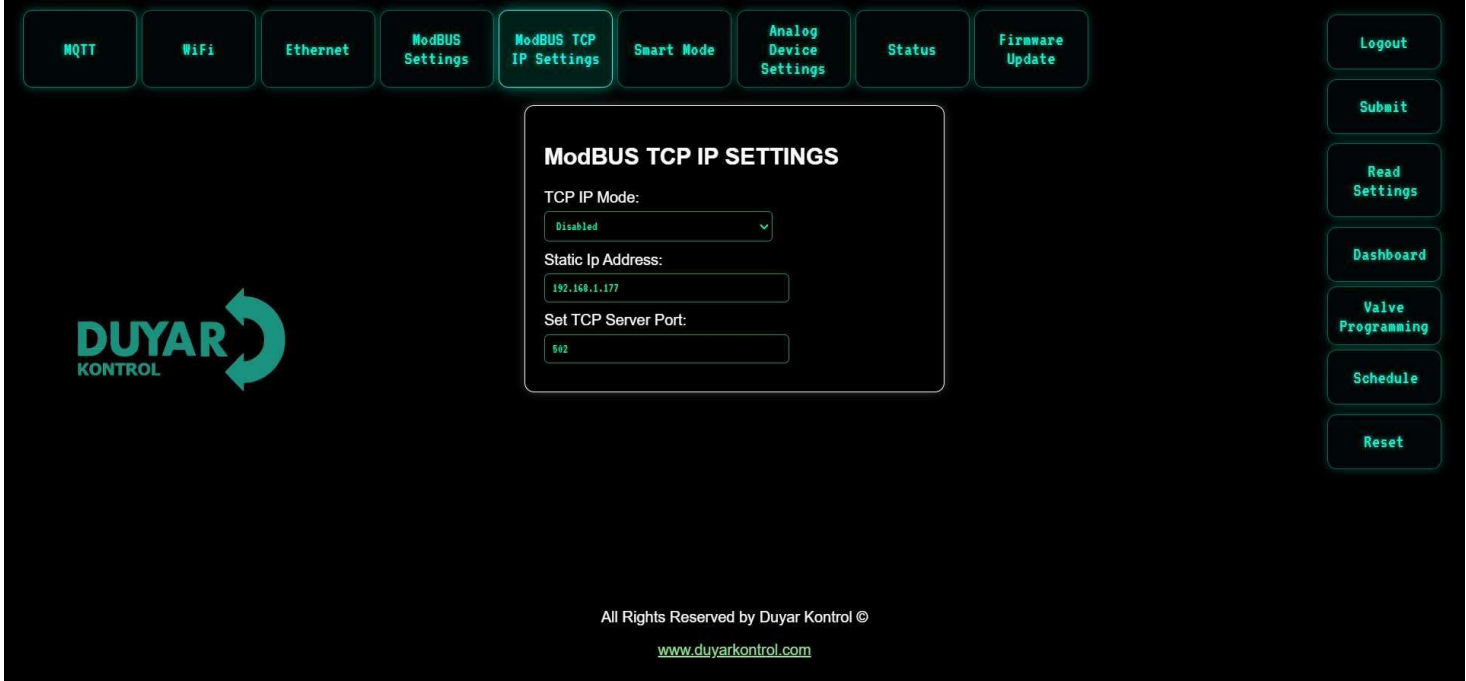 MQTT
WiFi
Ethernet
ModBUS
Settings
ModBUS TCP
IP Settings
Smart Mode
Analog
Device
Settings
Status
Firmware
Update
Logout
Submit
Read
Settings
Dashboard
Valve
Programming
Schedule
Reset
ModBUS TCP IP SETTINGS
TCP IP Mode:
Disabled
Static Ip Address:
192.168.1.177
Set TCP Server Port:
502
DUYAR
KONTROL
All Rights Reserved by Duyar Kontrol ©
www.duyarkontrol.com